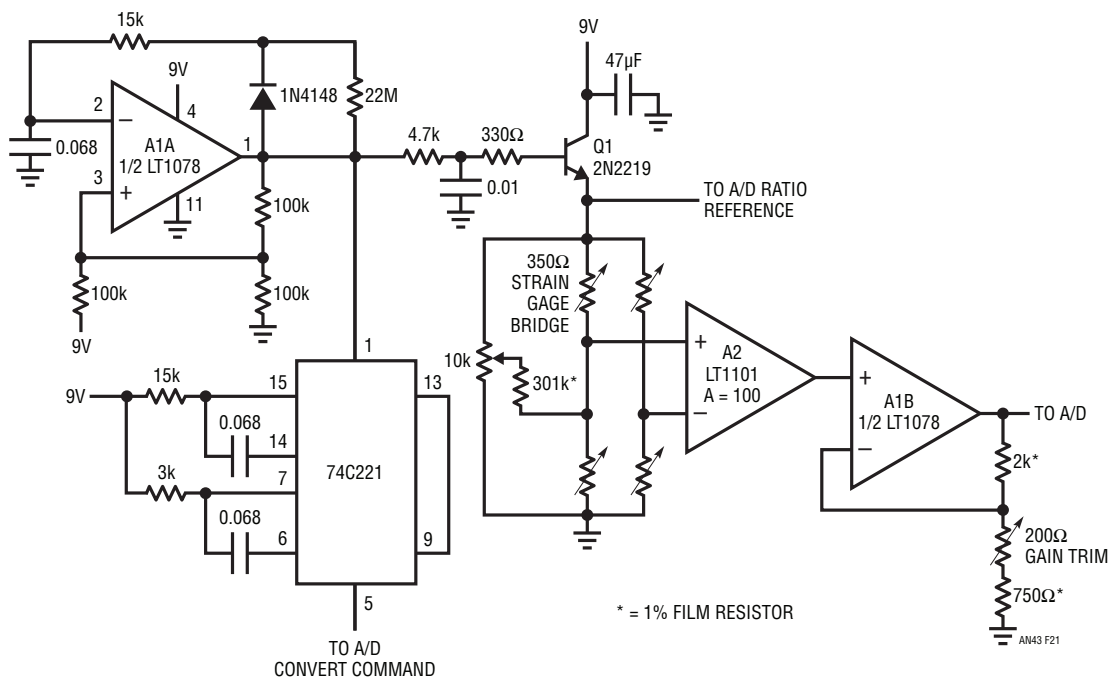 15k
9V
47µF
9V
1N4148
22M
2
4
4.7k
330Ω
Q1
2N2219
0.068
A1A
1/2 LT1078
1
−
+
3
11
0.01
TO A/D RATIO
REFERENCE
100k
100k
100k
9V
350Ω
STRAIN
GAGE
BRIDGE
1
10k
301k*
+
−
A2
LT1101
A = 100
+
−
A1B
1/2 LT1078
TO A/D
9V
15k
15
13
0.068
14
3k
7
74C221
2k*
0.068
6
9
200Ω
GAIN TRIM
750Ω*
5
* = 1% FILM RESISTOR
AN43 F21
TO A/D
CONVERT COMMAND